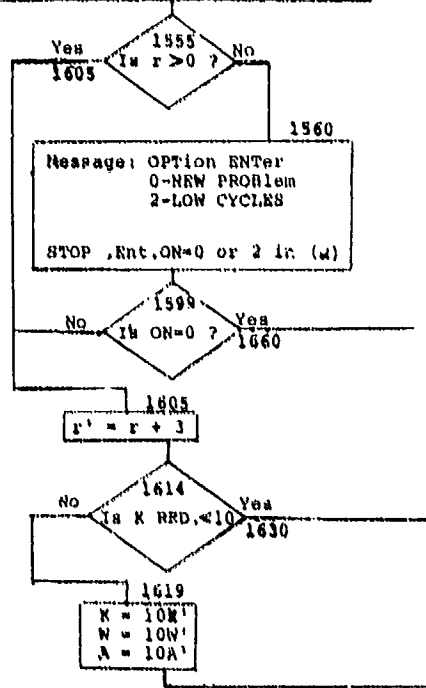 1555
Yes
No
Is r >0 ?
1605
1560
Message: OPTion ENTer
0-NEW PROBlem
2-LOW CYCLES
STOP ,Ent,ON=0 or 2 in (w)
1599
No
Yes
Is ON=0 ?
1660
1605
r' = r + 3
1614
No
Yes
Is K RRD,<10
1630
1619
K = 10K'
W = 10W'
A = 10A'